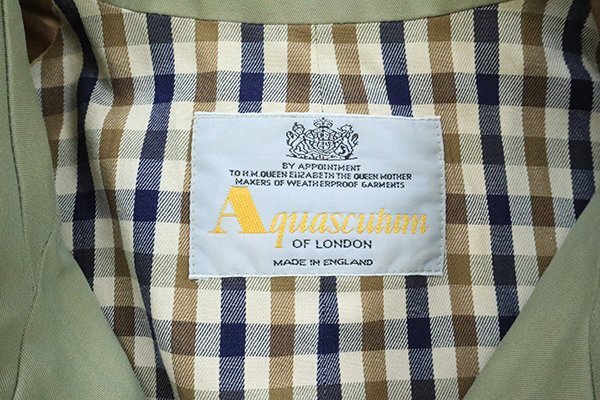 BY APPOINTMENT
TO H.M.QUEEN ELIZABETH THE QUEEN MOTHER
MAKERS OF WEATHERPROOF GARMENTS
Aquascutum
OF LONDON
MADE IN ENGLAND